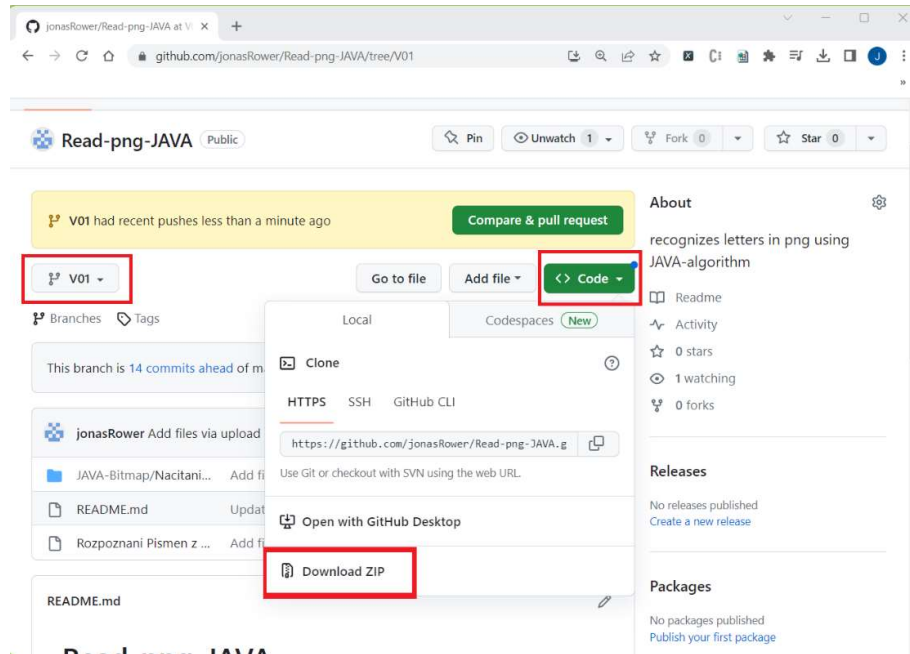 jonasRower/Read-png-JAVA at V
github.com/jonasRower/Read-png-JAVA/tree/V01
Read-png-JAVA Public
Pin
Unwatch 1
Fork 0
Star 0
V01 had recent pushes less than a minute ago
Compare & pull request
V01
Go to file
Add file
<> Code
Branches
Tags
Local
Codespaces New
This branch is 14 commits ahead of m
Clone
HTTPS SSH GitHub CLI
jonasRower Add files via upload
https://github.com/jonasRower/Read-png-JAVA.g
Use Git or checkout with SVN using the web URL.
JAVA-Bitmap/Nacitani... Add fi
README.md Updat
Open with GitHub Desktop
Rozpoznani Pismen z ... Add fi
Download ZIP
README.md
About
recognizes letters in png using
JAVA-algorithm
Readme
Activity
0 stars
1 watching
0 forks
Releases
No releases published
Create a new release
Packages
No packages published
Publish your first package